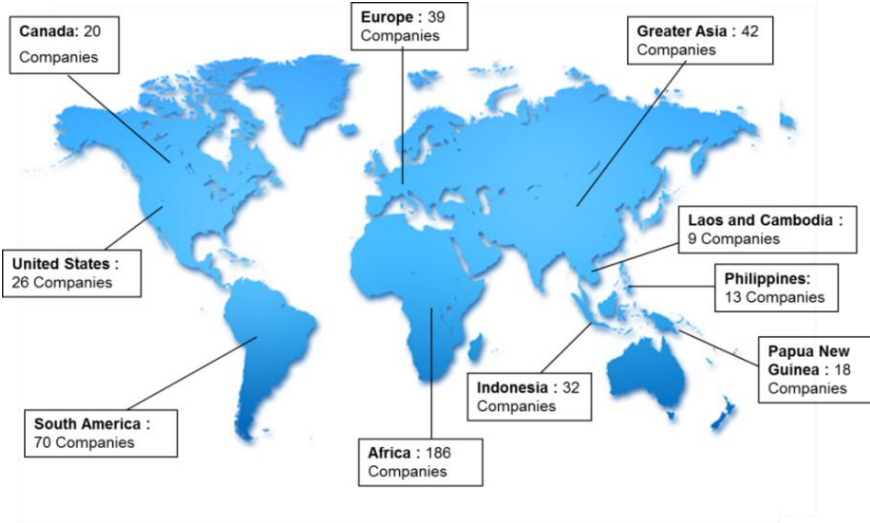 Canada: 20
Companies
Europe : 39
Companies
Greater Asia : 42
Companies
Laos and Cambodia :
9 Companies
United States :
26 Companies
Philippines:
13 Companies
Papua New
Guinea : 18
Companies
Indonesia : 32
Companies
South America :
70 Companies
Africa : 186
Companies